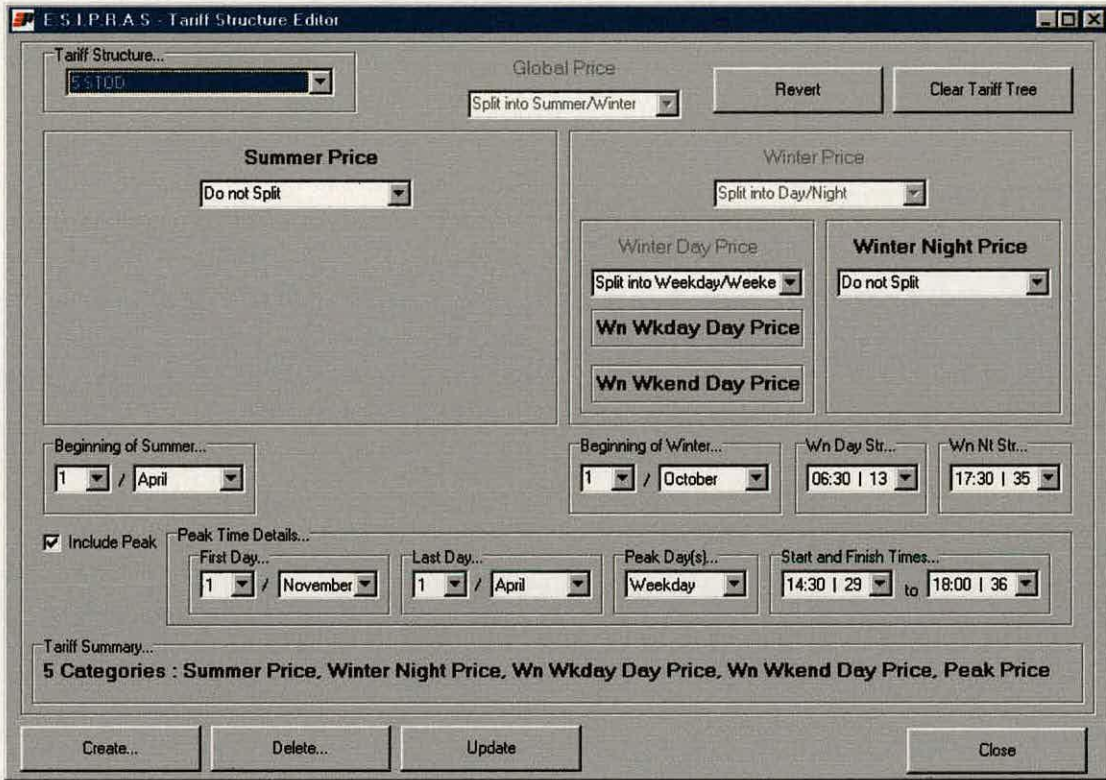 E.S.I.P.R.A.S - Tariff Structure Editor
Tariff Structure...
5STOD
Global Price
Split into Summer/Winter
Revert
Clear Tariff Tree
Summer Price
Do not Split
Winter Price
Split into Day/Night
Winter Day Price
Split into Weekday/Weeke
Wn Wkday Day Price
Wn Wkend Day Price
Winter Night Price
Do not Split
Beginning of Summer...
1 / April
Beginning of Winter...
1 / October
Wn Day Str...
06:30 | 13
Wn Nt Str...
17:30 | 35
Include Peak
Peak Time Details...
First Day...
1 / November
Last Day...
1 / April
Peak Day(s)...
Weekday
Start and Finish Times...
14:30 | 29 to 18:00 | 36
Tariff Summary...
5 Categories : Summer Price, Winter Night Price, Wn Wkday Day Price, Wn Wkend Day Price, Peak Price
Create...
Delete...
Update
Close